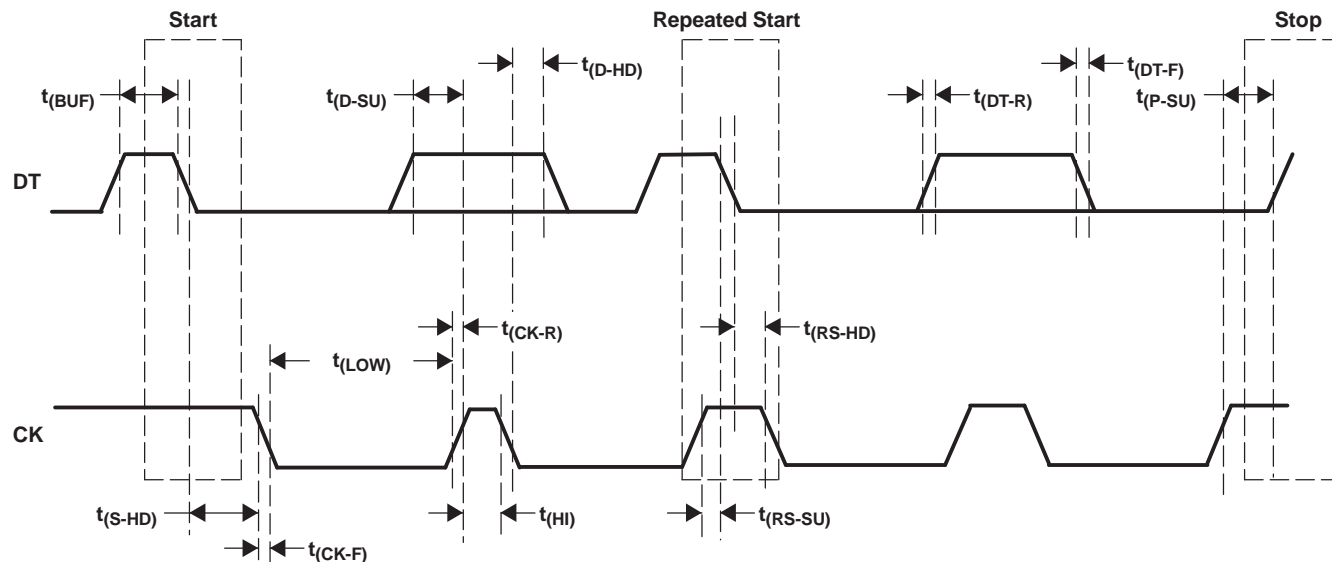 Start
Repeated Start
Stop
t(BUF)
t(D-SU)
t(D-HD)
t(DT-R)
t(DT-F)
t(P-SU)
DT
t(CK-R)
t(RS-HD)
t(LOW)
CK
t(S-HD)
t(HI)
t(RS-SU)
t(CK-F)